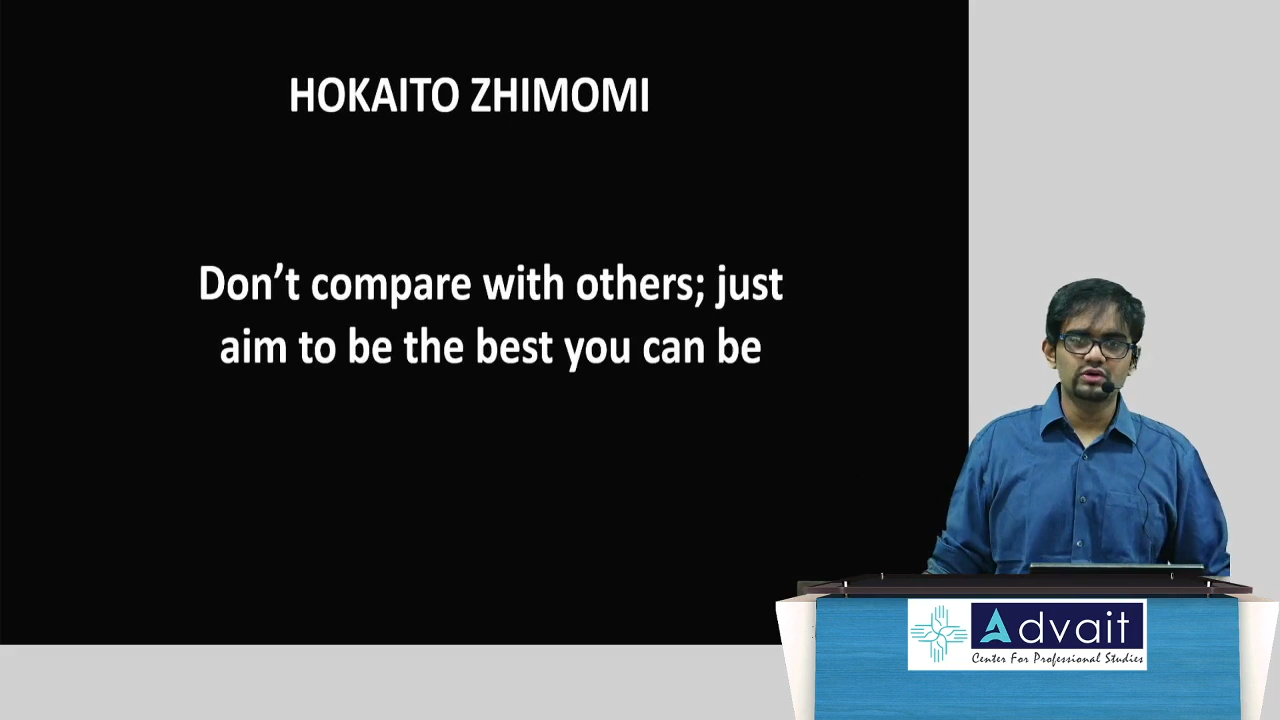 HOKAITO ZHIMOMI
Don’t compare with others; just
aim to be the best you can be
Advait
Center For Professional Studies